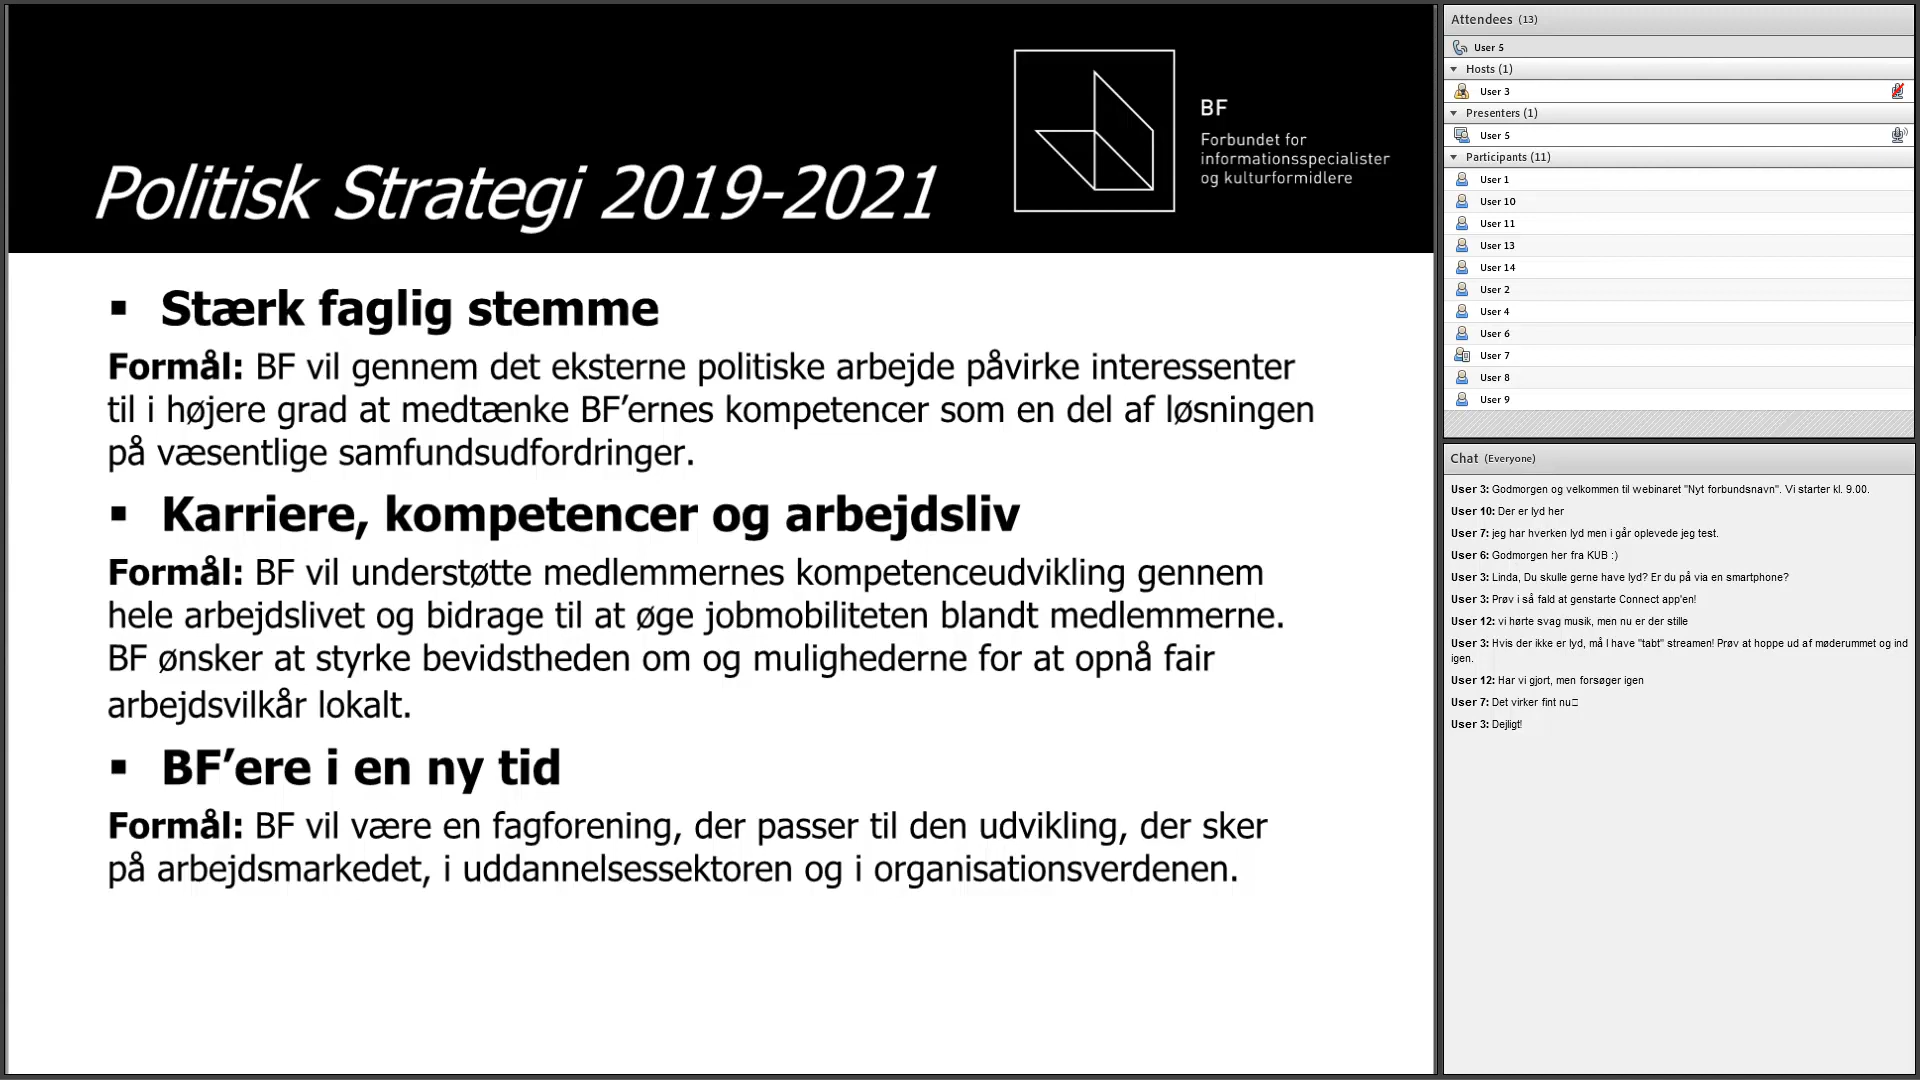 Politisk Strategi 2019-2021
BF
Forbundet for
informationsspecialister
og kulturformidlere
▪ Stærk faglig stemme
Formål: BF vil gennem det eksterne politiske arbejde påvirke interessenter
til i højere grad at medtænke BF’ernes kompetencer som en del af løsningen
på væsentlige samfundsudfordringer.
▪ Karriere, kompetencer og arbejdsliv
Formål: BF vil understøtte medlemmernes kompetenceudvikling gennem
hele arbejdslivet og bidrage til at øge jobmobiliteten blandt medlemmerne.
BF ønsker at styrke bevidstheden om og mulighederne for at opnå fair
arbejdsvilkår lokalt.
▪ BF’ere i en ny tid
Formål: BF vil være en fagforening, der passer til den udvikling, der sker
på arbejdsmarkedet, i uddannelsessektoren og i organisationsverdenen.
Attendees (13)
User 5
Hosts (1)
User 3
Presenters (1)
User 5
Participants (11)
User 1
User 10
User 11
User 13
User 14
User 2
User 4
User 6
User 7
User 8
User 9
Chat (Everyone)
User 3: Godmorgen og velkommen til webinaret "Nyt forbundsnavn". Vi starter kl. 9.00.
User 10: Der er lyd her
User 7: jeg har hverken lyd men i går oplevede jeg test.
User 6: Godmorgen her fra KUB :)
User 3: Linda, Du skulle gerne have lyd? Er du på via en smartphone?
User 3: Prøv i så fald at genstarte Connect app'en!
User 12: vi hørte svag musik, men nu er der stille
User 3: Hvis der ikke er lyd, må I have "tabt" streamen! Prøv at hoppe ud af møderummet og ind
igen.
User 12: Har vi gjort, men forsøger igen
User 7: Det virker fint nu□
User 3: Dejligt!